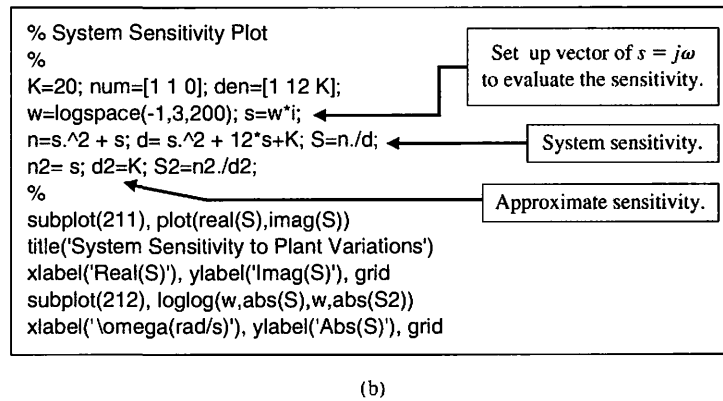 % System Sensitivity Plot
%
K=20; num=[1 1 0]; den=[1 12 K];
w=logspace(-1,3,200); s=w*i;
n=s.^2 + s; d= s.^2 + 12*s+K; S=n./d;
n2= s; d2=K; S2=n2./d2;
%
subplot(211), plot(real(S),imag(S))
title('System Sensitivity to Plant Variations')
xlabel('Real(S)'), ylabel('Imag(S)'), grid
subplot(212), loglog(w,abs(S),w,abs(S2))
xlabel('\omega(rad/s)'), ylabel('Abs(S)'), grid
Set up vector of s = jω
to evaluate the sensitivity.
System sensitivity.
Approximate sensitivity.
(b)